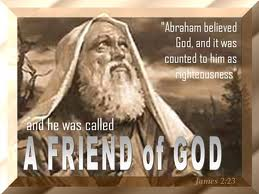 "Abraham believed
God, and it was
counted to him as
righteousness"
and he was called
A FRIEND of GOD
James 2:23